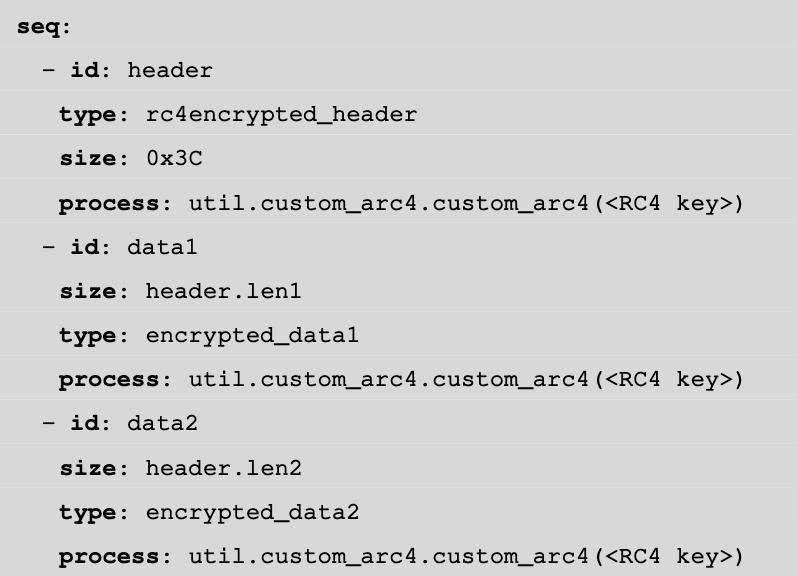 seq:
- id: header
type: rc4encrypted_header
size: 0x3C
process: util.custom_arc4.custom_arc4(<RC4 key>)
- id: data1
size: header.len1
type: encrypted_data1
process: util.custom_arc4.custom_arc4(<RC4 key>)
- id: data2
size: header.len2
type: encrypted_data2
process: util.custom_arc4.custom_arc4(<RC4 key>)